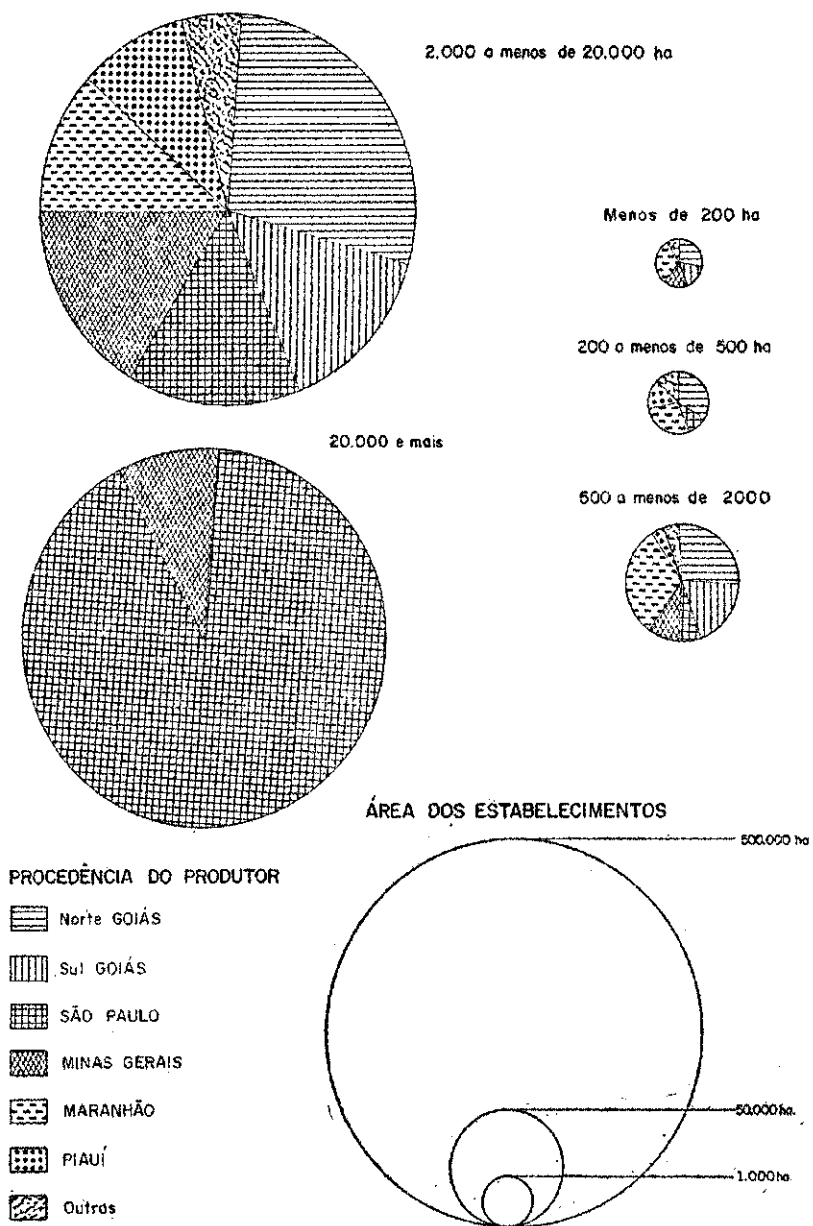 2.000 a menos de 20.000 ha
Menos de 200 ha
200 a menos de 500 ha
20.000 e mais
500 a menos de 2000
ÁREA DOS ESTABELECIMENTOS
500.000 ha
50.000 ha.
1.000 ha
PROCEDÊNCIA DO PRODUTOR
Norte GOIÁS
Sul GOIÁS
SÃO PAULO
MINAS GERAIS
MARANHÃO
PIAUÍ
Outras